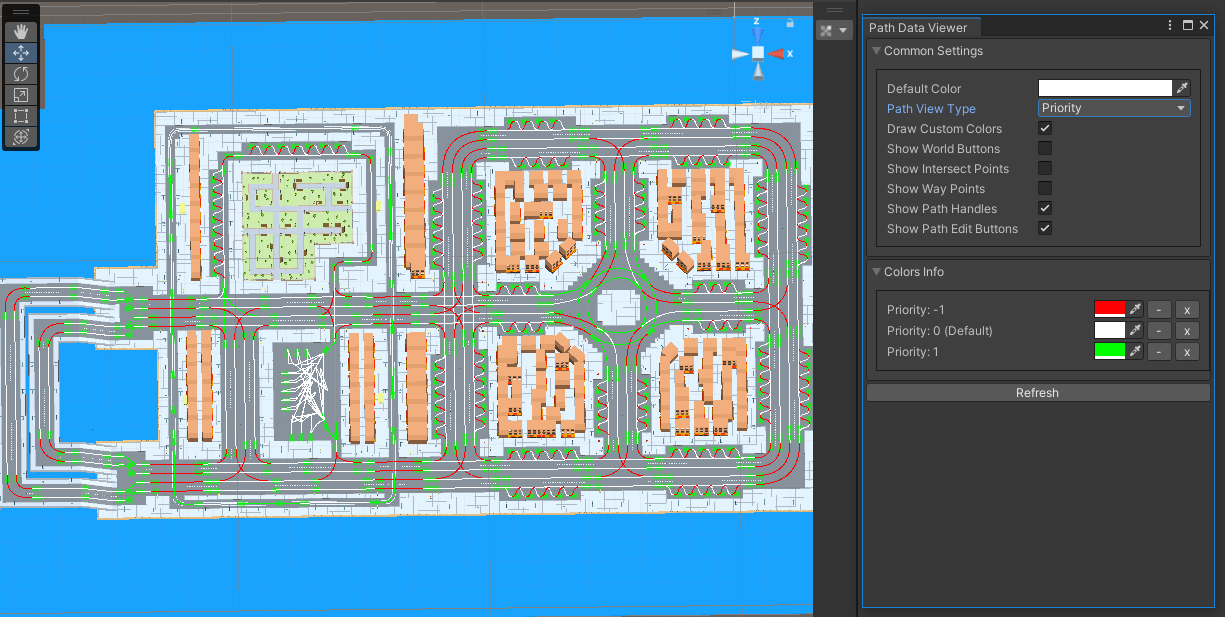 z
x
Path Data Viewer
Common Settings
Default Color
Path View Type Priority
Draw Custom Colors
Show World Buttons
Show Intersect Points
Show Way Points
Show Path Handles
Show Path Edit Buttons
Colors Info
Priority: -1 - x
Priority: 0 (Default) - x
Priority: 1 - x
Refresh